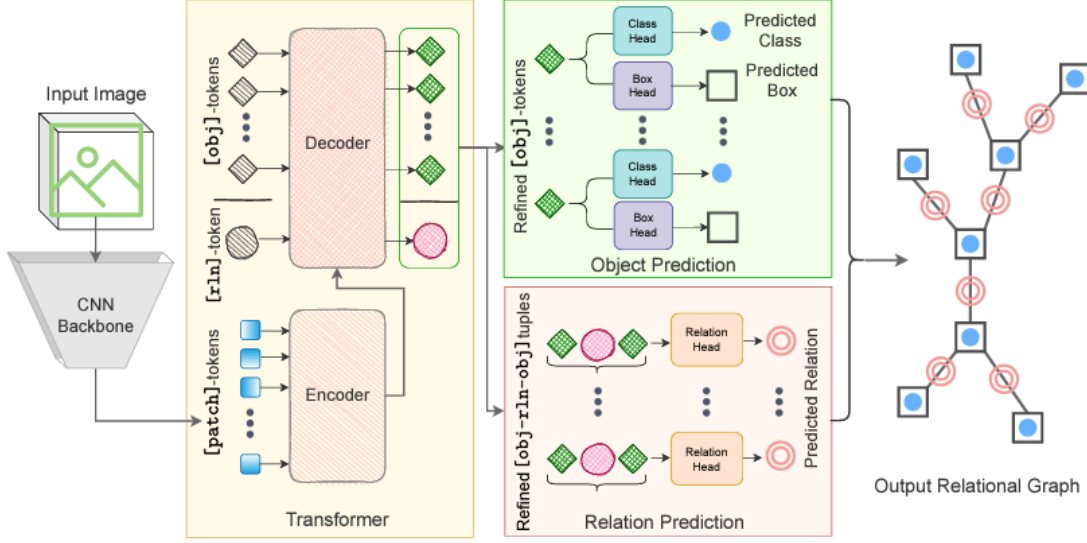 Input Image
CNN
Backbone
[obj]-tokens
[rln]-token
[patch]-tokens
Decoder
Encoder
Transformer
Refined [obj]-tokens
Class
Head
Predicted
Class
Box
Head
Predicted
Box
Class
Head
Box
Head
Object Prediction
Refined [obj-rln-obj] tuples
Relation
Head
Relation
Head
Predicted Relation
Relation Prediction
Output Relational Graph